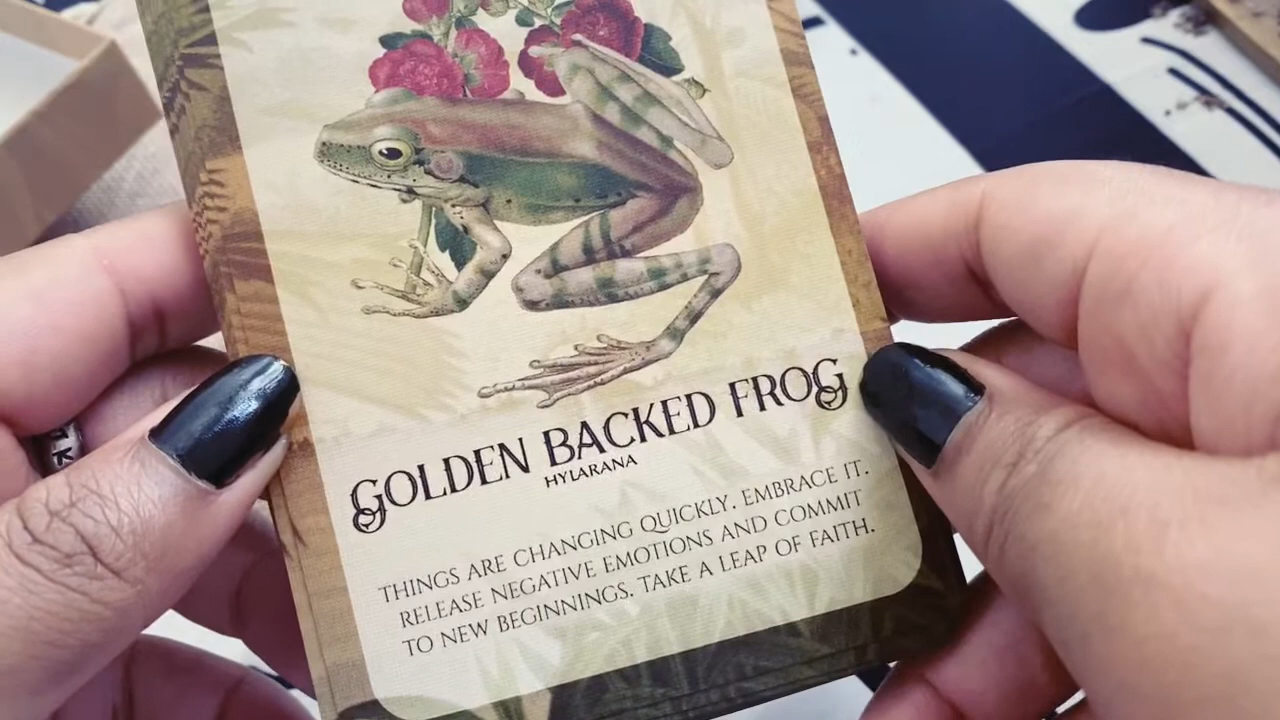 GOLDEN BACKED FROG
HYLARANA
THINGS ARE CHANGING QUICKLY. EMBRACE IT.
RELEASE NEGATIVE EMOTIONS AND COMMIT
TO NEW BEGINNINGS. TAKE A LEAP OF FAITH.